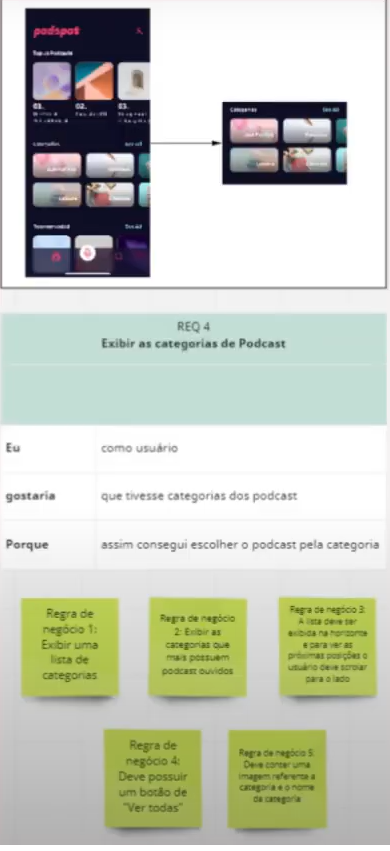 podspot
Top 10 Podcasts
01.
02.
03.
Categories
See All
Categories
See All
Recommended
See All
REQ 4
Exibir as categorias de Podcast
Eu
como usuário
gostaria
que tivesse categorias dos podcast
Porque
assim consegui escolher o podcast pela categoria
Regra de
negócio 1:
Exibir uma
lista de
categorias
Regra de negócio
2: Exibir as
categorias que
mais possuem
podcast ouvidos
Regra de negócio 3:
A lista deve ser
exibida na horizonte
e para ver as
próximas posições o
usuário deve scrolar
para o lado
Regra de
negócio 4:
Deve possuir
um botão de
"Ver todas"
Regra de negócio 5:
Deve conter uma
imagem referente a
categoria e o nome
da categoria